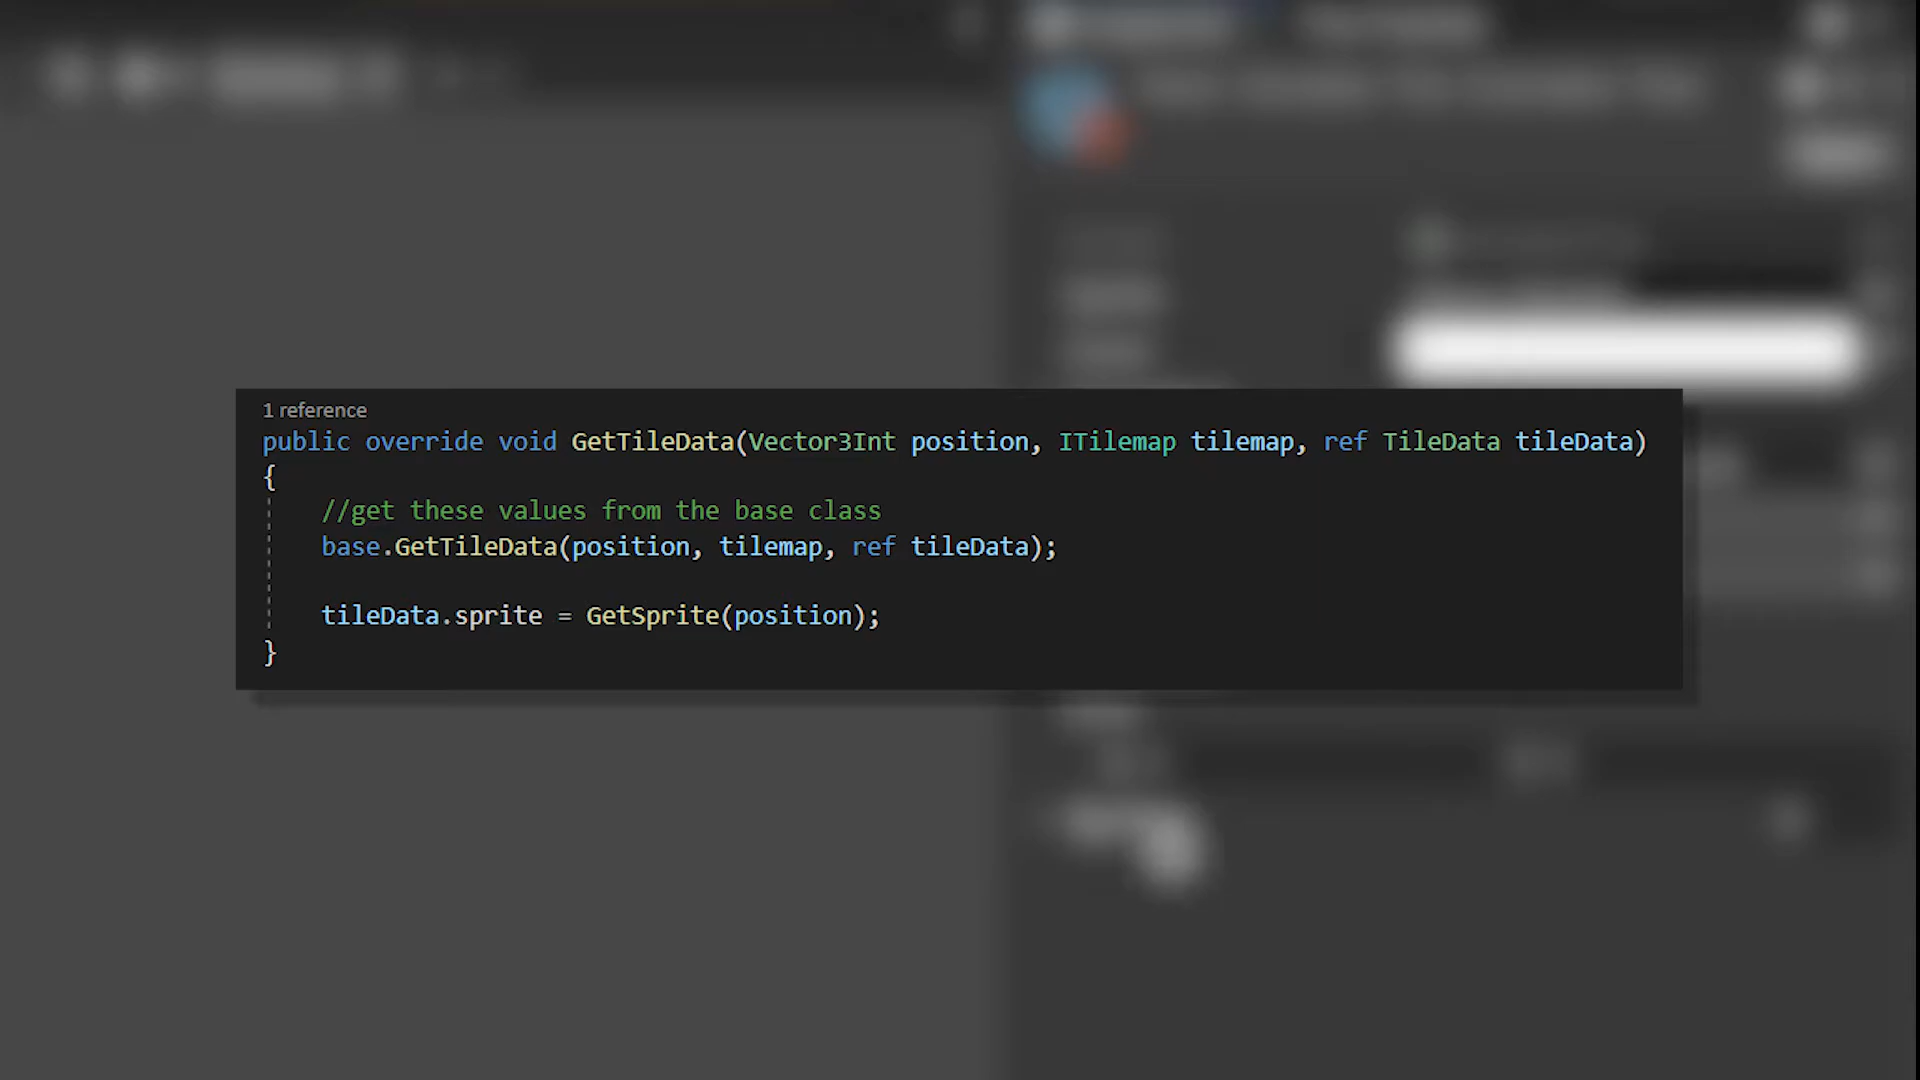 1 reference
public override void GetTileData(Vector3Int position, ITilemap tilemap, ref TileData tileData)
{
//get these values from the base class
base.GetTileData(position, tilemap, ref tileData);
tileData.sprite = GetSprite(position);
}